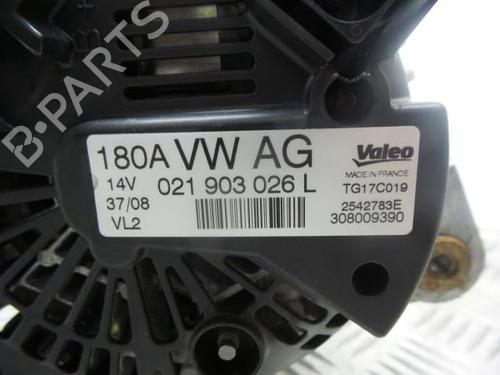 B-PARTS
180A VW AG
14V 021 903 026 L
37/08
VL2
Valeo
MADE IN FRANCE
TG17C019
2542783E
308009390